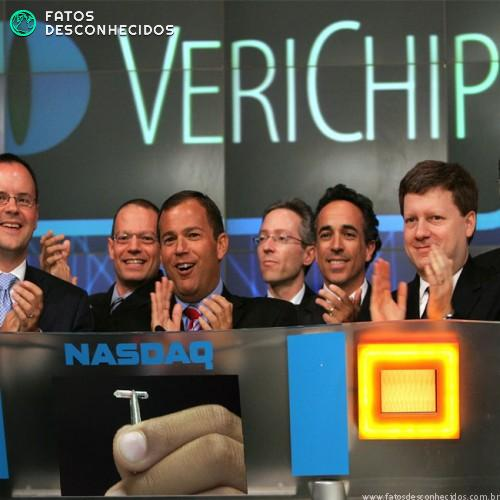 FATOS
DESCONHECIDOS
VERICHIP
NASDAQ
www.fatosdesconhecidos.com.br